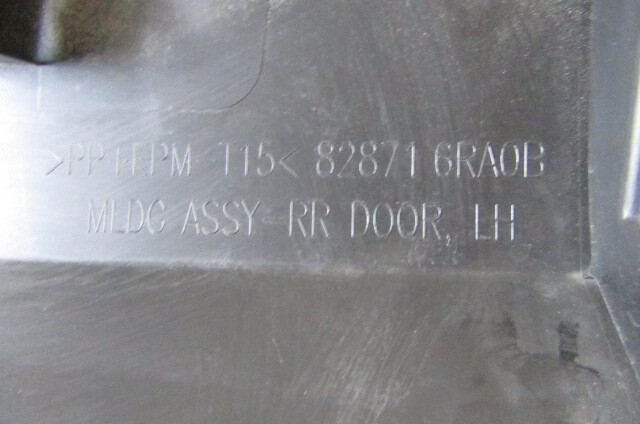 >PP+EPM-T15< 82871 6RA0B
MLDG ASSY-RR DOOR, LH